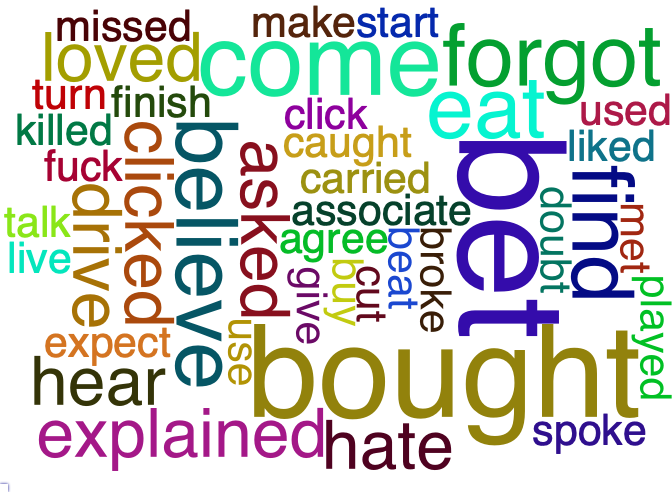 missed
make
start
loved
come
forgot
turn
finish
click
eat
used
killed
caught
liked
fuck
clicked
believe
asked
carried
bet
find
talk
drive
associate
doubt
met
live
agree
beat
broke
give
buy
cut
played
expect
use
hear
bought
explained
hate
spoke